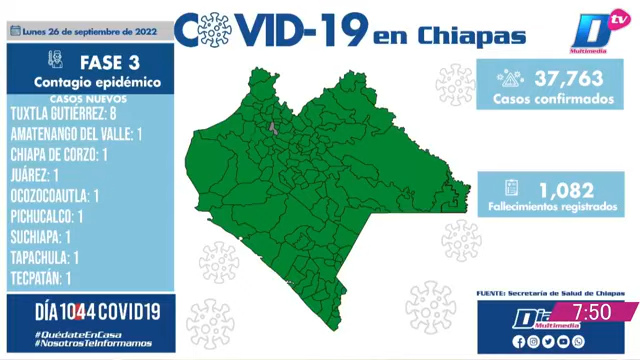 Lunes 26 de septiembre de 2022
COVID-19 en Chiapas
D tv
Multimedia
FASE 3
Contagio epidémico
CASOS NUEVOS
TUXTLA GUTIÉRREZ: 8
AMATENANGO DEL VALLE: 1
CHIAPA DE CORZO: 1
JUÁREZ: 1
OCOZOCOAUTLA: 1
PICHUCALCO: 1
SUCHIAPA: 1
TAPACHULA: 1
TECPATÁN: 1
37,763
Casos confirmados
1,082
Fallecimientos registrados
DÍA 1044 COVID19
#QuédateEnCasa
#NosotrosTeInformamos
FUENTE: Secretaría de Salud de Chiapas
Multimedia
7:50